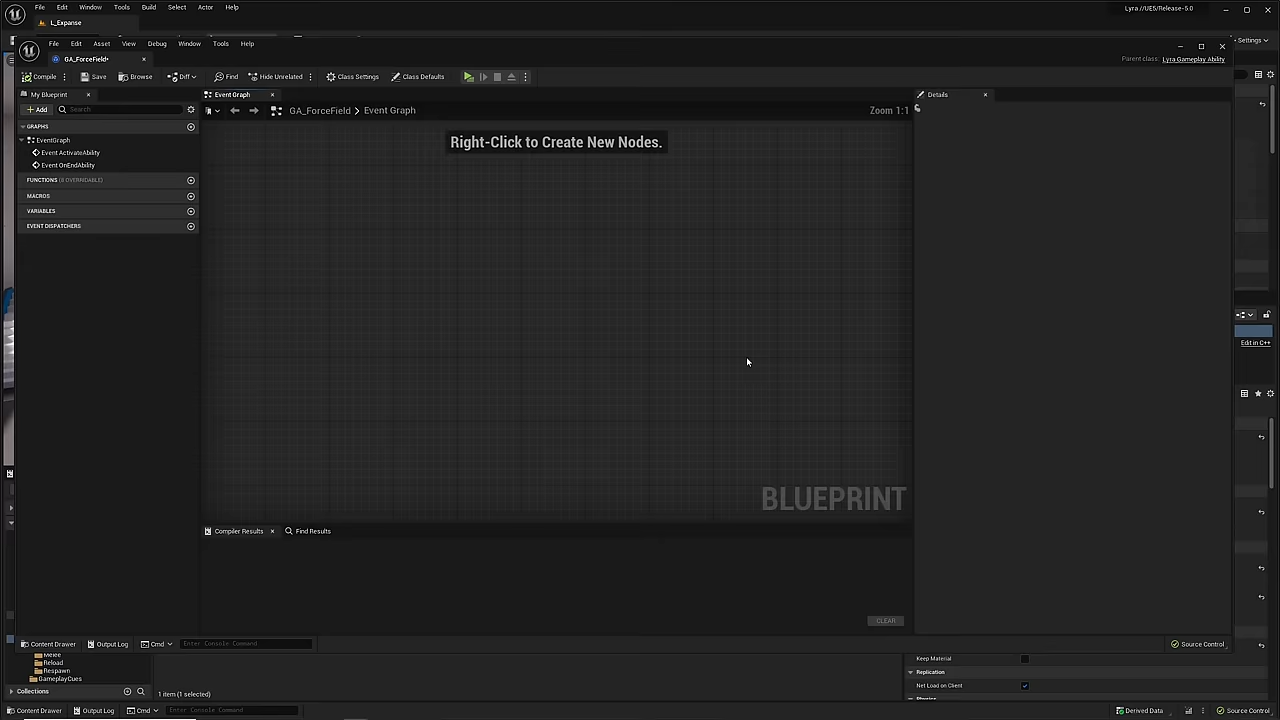 File Edit Window Tools Build Select Actor Help
Lyra //UE5/Release-5.0
L_Expanse
Settings
File Edit Asset View Debug Window Tools Help
GA_ForceField•
Parent class: Lyra Gameplay Ability
Compile Save Browse Diff Find Hide Unrelated Class Settings Class Defaults
My Blueprint
Event Graph
Details
Add Search
GA_ForceField > Event Graph
Zoom 1:1
GRAPHS
EventGraph
Event ActivateAbility
Event OnEndAbility
FUNCTIONS (8 OVERRIDABLE)
MACROS
VARIABLES
EVENT DISPATCHERS
Right-Click to Create New Nodes.
Edit in C++
BLUEPRINT
Compiler Results Find Results
CLEAR
Content Drawer Output Log Cmd Enter Console Command
Source Control
Melee
Reload
Respawn
GameplayCues
Keep Material
Replication
Net Load on Client
Collections
1 item (1 selected)
Content Drawer Output Log Cmd Enter Console Command
Derived Data Source Control